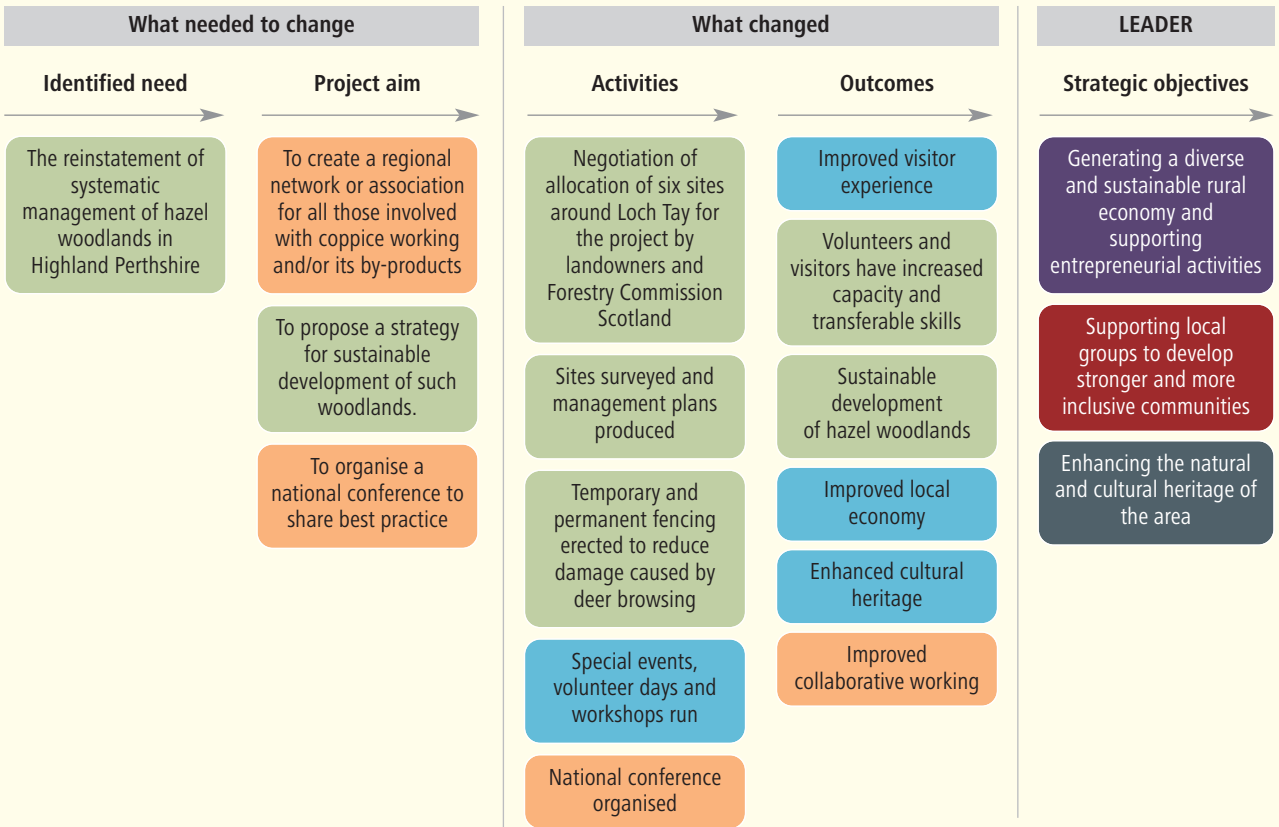 What needed to change
What changed
LEADER
Identified need
Project aim
Activities
Outcomes
Strategic objectives
The reinstatement of
systematic
management of hazel
woodlands in
Highland Perthshire
To create a regional
network or association
for all those involved
with coppice working
and/or its by-products
To propose a strategy
for sustainable
development of such
woodlands.
To organise a
national conference to
share best practice
Negotiation of
allocation of six sites
around Loch Tay for
the project by
landowners and
Forestry Commission
Scotland
Sites surveyed and
management plans
produced
Temporary and
permanent fencing
erected to reduce
damage caused by
deer browsing
Special events,
volunteer days and
workshops run
National conference
organised
Improved visitor
experience
Volunteers and
visitors have increased
capacity and
transferable skills
Sustainable
development
of hazel woodlands
Improved local
economy
Enhanced cultural
heritage
Improved
collaborative working
Generating a diverse
and sustainable rural
economy and
supporting
entrepreneurial activities
Supporting local
groups to develop
stronger and more
inclusive communities
Enhancing the natural
and cultural heritage of
the area